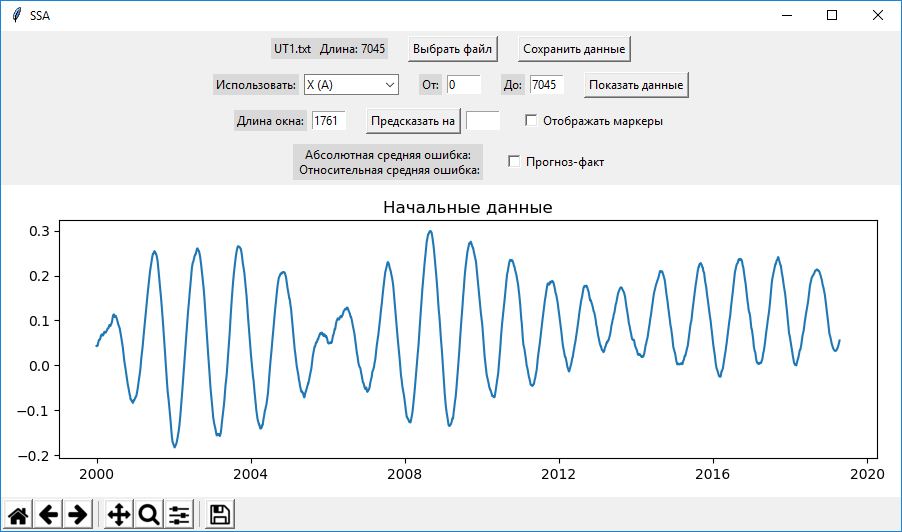 SSA
UT1.txt Длина: 7045 Выбрать файл Сохранить данные
Использовать: X (A) От: 0 До: 7045 Показать данные
Длина окна: 1761 Предсказать на Отображать маркеры
Абсолютная средняя ошибка:
Относительная средняя ошибка: Прогноз-факт
Начальные данные
0.3
0.2
0.1
0.0
−0.1
−0.2
2000 2004 2008 2012 2016 2020